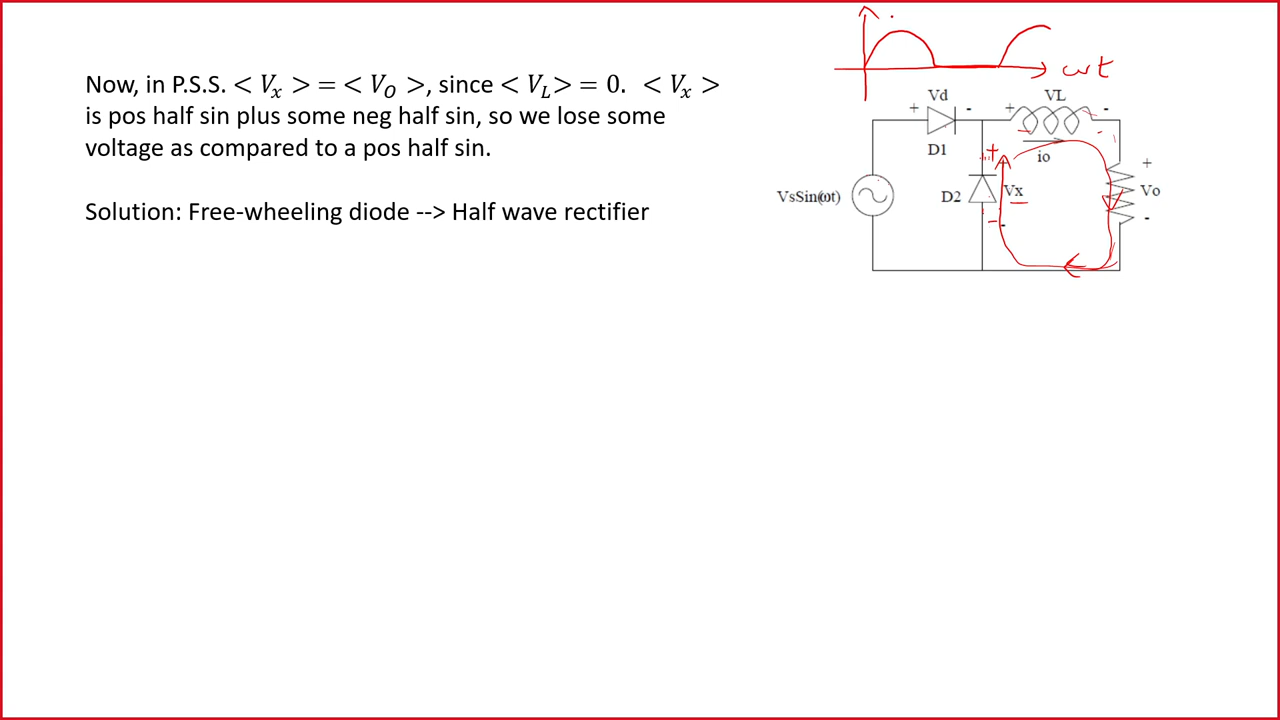 Now, in P.S.S. < Vₓ > = < V_O >, since < V_L > = 0. < Vₓ >
is pos half sin plus some neg half sin, so we lose some
voltage as compared to a pos half sin.
Solution: Free-wheeling diode --> Half wave rectifier
ωt
Vd
VL
+ -
+ -
D1
io
+
+
VsSin(ωt)
D2
Vx
Vo
-
-